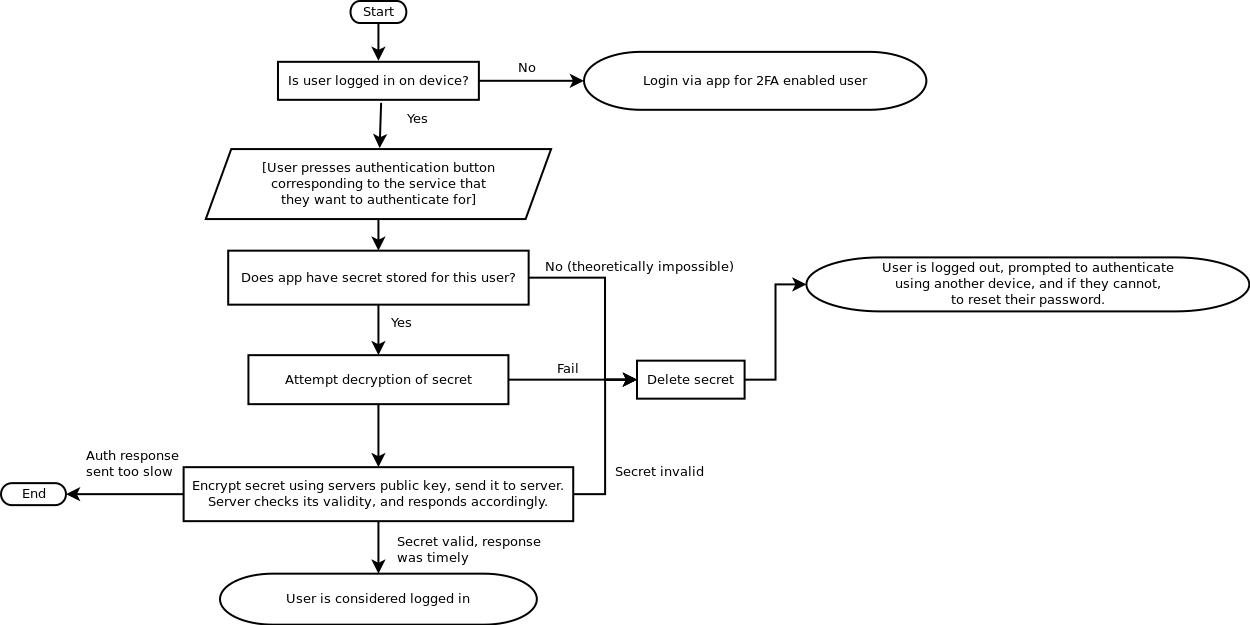 Start
Is user logged in on device?
No
Login via app for 2FA enabled user
Yes
[User presses authentication button
corresponding to the service that
they want to authenticate for]
Does app have secret stored for this user?
No (theoretically impossible)
User is logged out, prompted to authenticate
using another device, and if they cannot,
to reset their password.
Yes
Attempt decryption of secret
Fail
Delete secret
Auth response
sent too slow
End
Encrypt secret using servers public key, send it to server.
Server checks its validity, and responds accordingly.
Secret invalid
Secret valid, response
was timely
User is considered logged in